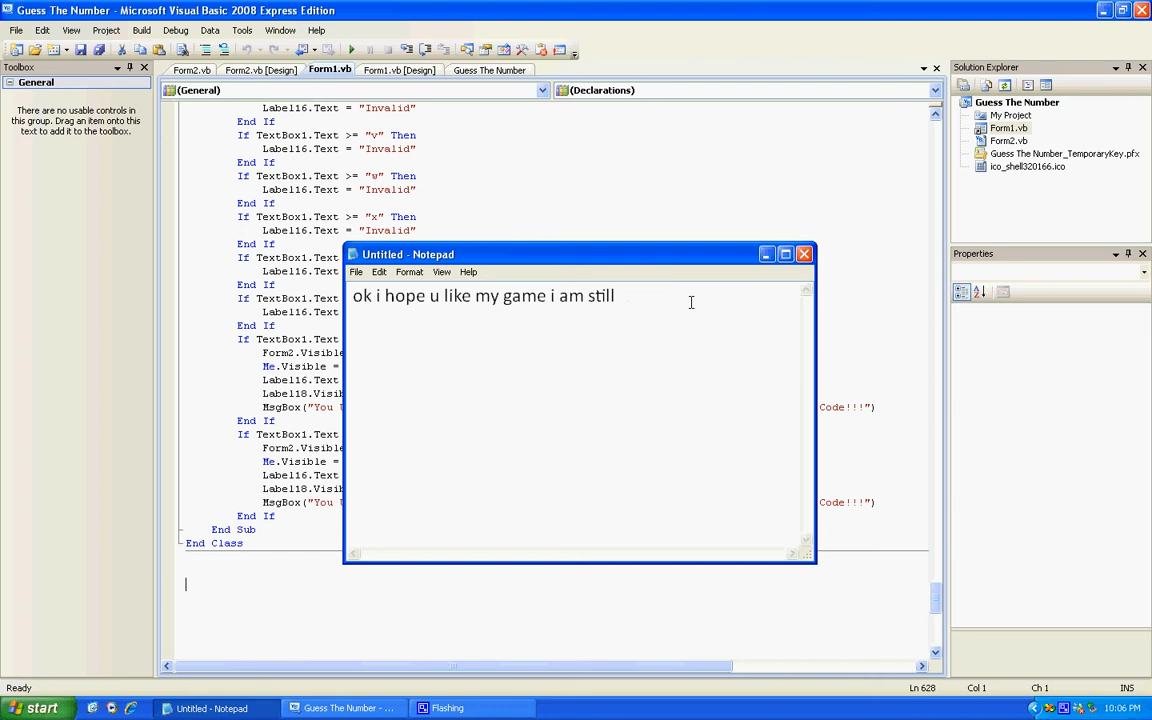 Guess The Number - Microsoft Visual Basic 2008 Express Edition
File Edit View Project Build Debug Data Tools Window Help
Toolbox
General
There are no usable controls in
this group. Drag an item onto this
text to add it to the toolbox.
Form2.vb Form2.vb [Design] Form1.vb Form1.vb [Design] Guess The Number
(General) (Declarations)
Label16.Text = "Invalid"
End If
If TextBox1.Text >= "v" Then
Label16.Text = "Invalid"
End If
If TextBox1.Text >= "w" Then
Label16.Text = "Invalid"
End If
If TextBox1.Text >= "x" Then
Label16.Text = "Invalid"
End If
If TextBox1.Text
Label16.Text
End If
If TextBox1.Text
Label16.Text
End If
If TextBox1.Text
Form2.Visible
Me.Visible =
Label16.Text
Label18.Visi
MsgBox("You U Code!!!")
End If
If TextBox1.Text
Form2.Visible
Me.Visible =
Label16.Text
Label18.Visi
MsgBox("You U Code!!!")
End If
End Sub
End Class
Untitled - Notepad
File Edit Format View Help
ok i hope u like my game i am still
Solution Explorer
Guess The Number
My Project
Form1.vb
Form2.vb
Guess The Number_TemporaryKey.pfx
ico_shell320166.ico
Properties
Ready Ln 628 Col 1 Ch 1 INS
start Untitled - Notepad Guess The Number - ... Flashing 10:06 PM